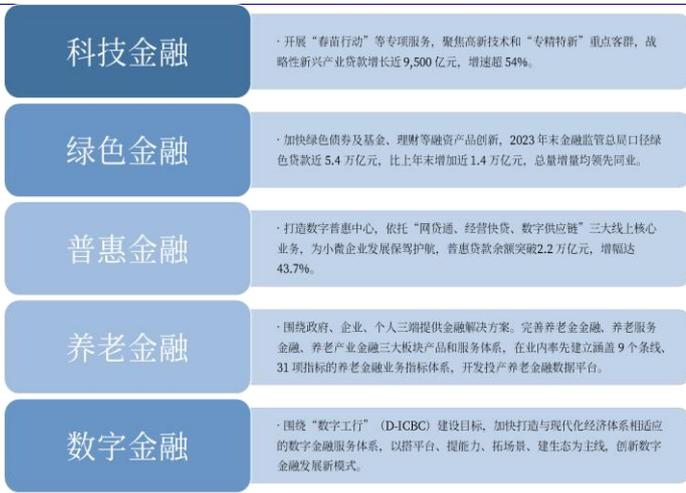 科技金融
· 开展“春苗行动”等专项服务，聚焦高新技术和“专精特新”重点客群，战
略性新兴产业贷款增长近 9,500 亿元，增速超 54%。
绿色金融
· 加快绿色债券及基金、理财等融资产品创新，2023 年末金融监管总局口径绿
色贷款近 5.4 万亿元，比上年末增加近 1.4 万亿元，总量增量均领先同业。
普惠金融
· 打造数字普惠中心，依托“网贷通、经营快贷、数字供应链”三大线上核心
业务，为小微企业发展保驾护航，普惠贷款余额突破2.2 万亿元，增幅达
43.7%。
养老金融
· 围绕政府、企业、个人三端提供金融解决方案。完善养老金金融、养老服务
金融、养老产业金融三大板块产品和服务体系，在业内率先建立涵盖 9 个条线、
31 项指标的养老金融业务指标体系，开发投产养老金融数据平台。
数字金融
· 围绕“数字工行”（D-ICBC）建设目标，加快打造与现代化经济体系相适应
的数字金融服务体系，以搭平台、提能力、拓场景、建生态为主线，创新数字
金融发展新模式。